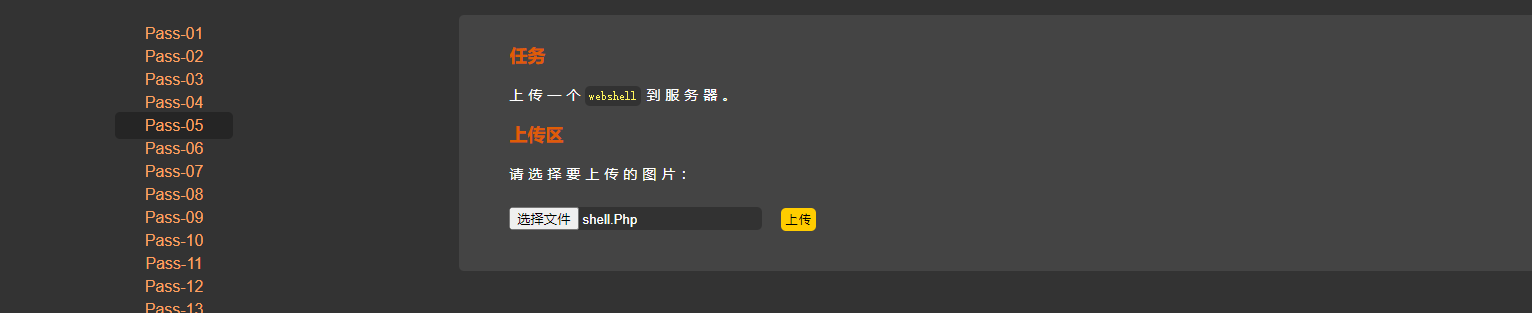 Pass-01
Pass-02
Pass-03
Pass-04
Pass-05
Pass-06
Pass-07
Pass-08
Pass-09
Pass-10
Pass-11
Pass-12
Pass-13
任务
上传一个 webshell 到服务器。
上传区
请选择要上传的图片：
选择文件 shell.Php 上传